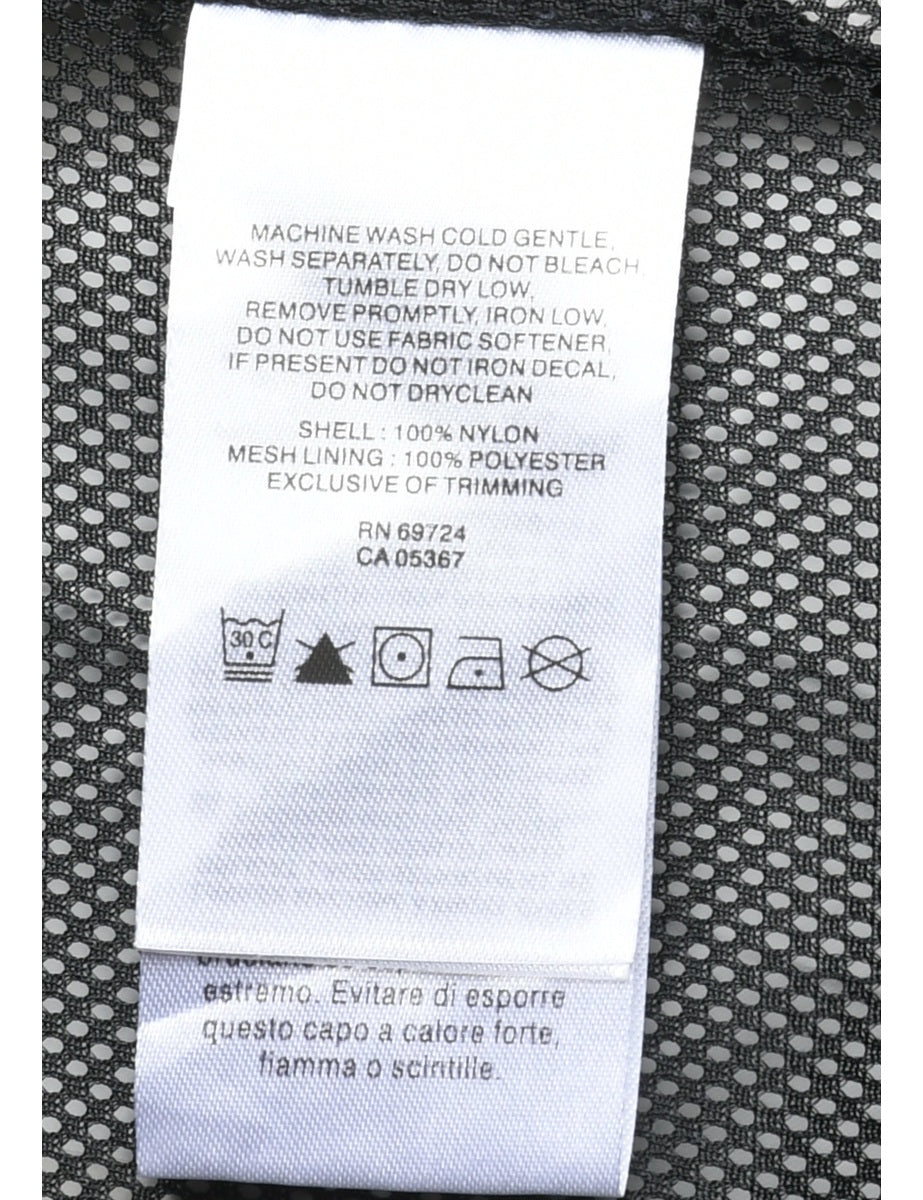 MACHINE WASH COLD GENTLE,
WASH SEPARATELY, DO NOT BLEACH,
TUMBLE DRY LOW,
REMOVE PROMPTLY, IRON LOW,
DO NOT USE FABRIC SOFTENER,
IF PRESENT DO NOT IRON DECAL,
DO NOT DRYCLEAN
SHELL : 100% NYLON
MESH LINING : 100% POLYESTER
EXCLUSIVE OF TRIMMING
RN 69724
CA 05367
30 C
estremo. Evitare di esporre
questo capo a calore forte,
fiamma o scintille.